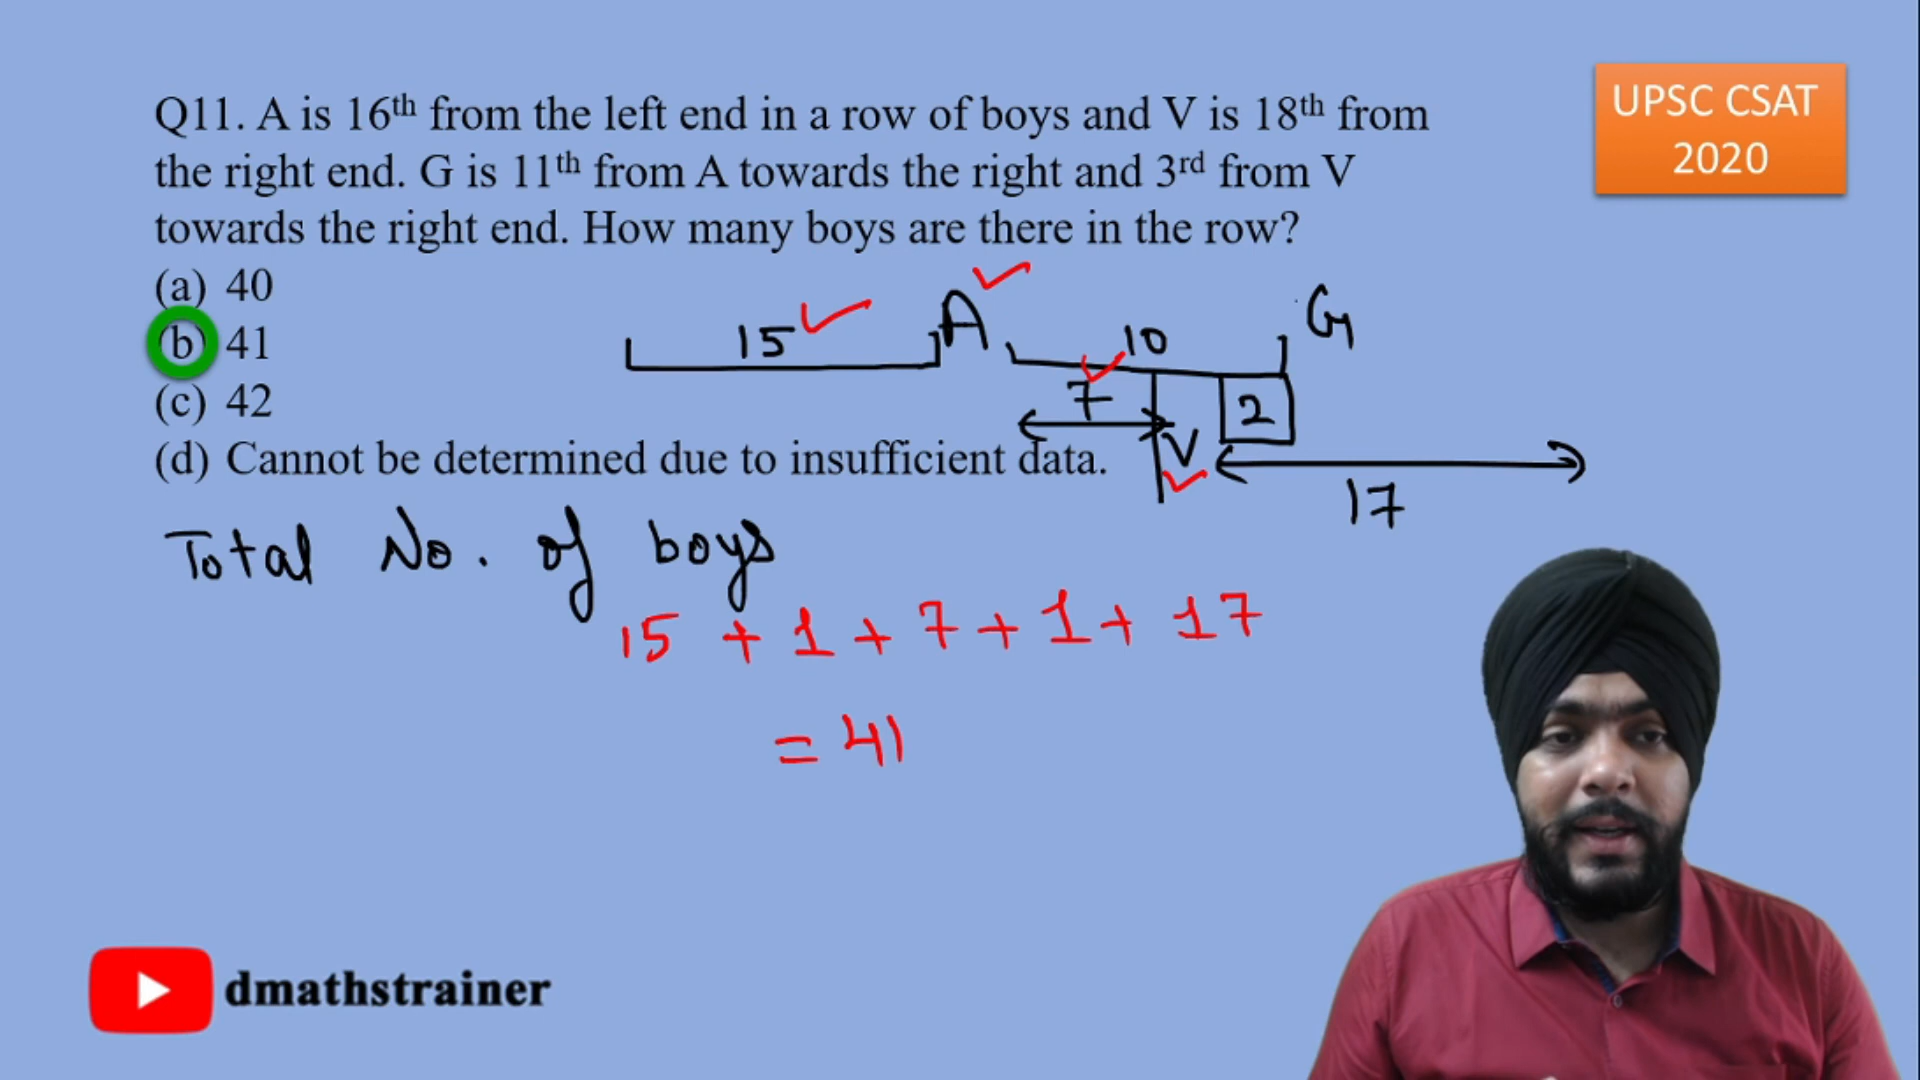 Q11. A is 16th from the left end in a row of boys and V is 18th from
the right end. G is 11th from A towards the right and 3rd from V
towards the right end. How many boys are there in the row?
(a) 40
(b) 41
(c) 42
(d) Cannot be determined due to insufficient data.
UPSC CSAT
2020
15 A 10 G
7 2
V
17
Total No. of boys
15 + 1 + 7 + 1 + 17
= 41
dmathstrainer